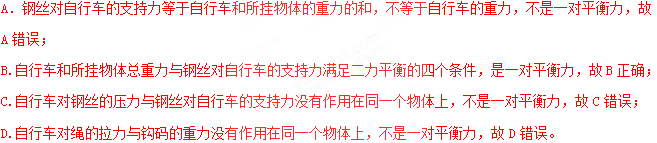 A．钢丝对自行车的支持力等于自行车和所挂物体的重力的和，不等于自行车的重力，不是一对平衡力，故
A错误；
B.自行车和所挂物体总重力与钢丝对自行车的支持力满足二力平衡的四个条件，是一对平衡力，故B正确；
C.自行车对钢丝的压力与钢丝对自行车的支持力没有作用在同一个物体上，不是一对平衡力，故C错误；
D.自行车对绳的拉力与钩码的重力没有作用在同一个物体上，不是一对平衡力，故D错误。